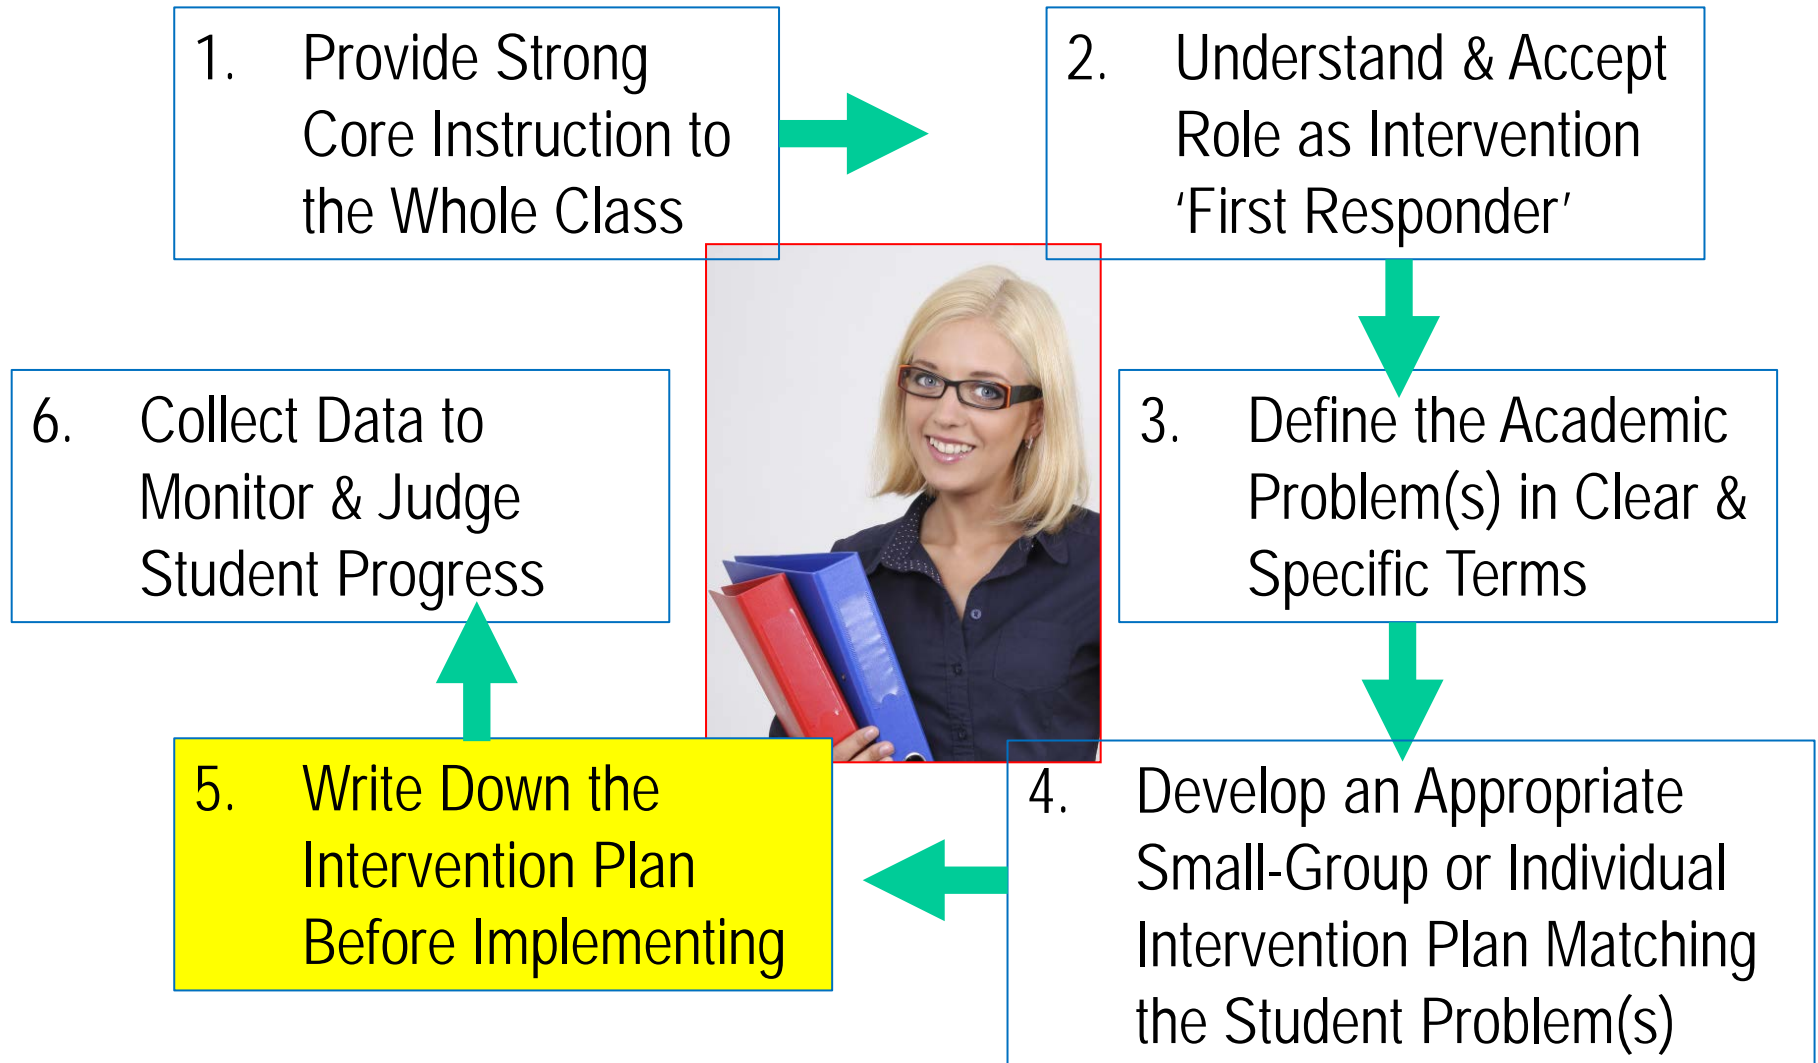 1. Provide Strong
Core Instruction to
the Whole Class
2. Understand & Accept
Role as Intervention
‘First Responder’
3. Define the Academic
Problem(s) in Clear &
Specific Terms
4. Develop an Appropriate
Small-Group or Individual
Intervention Plan Matching
the Student Problem(s)
5. Write Down the
Intervention Plan
Before Implementing
6. Collect Data to
Monitor & Judge
Student Progress